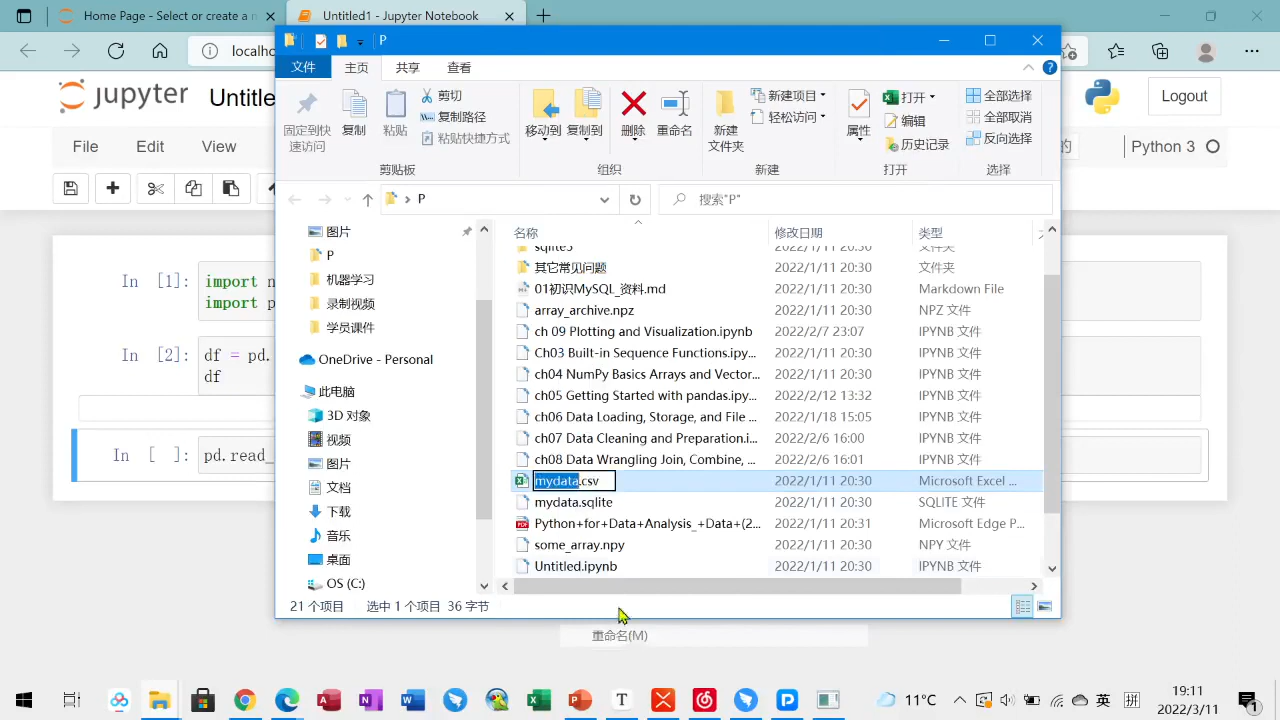 Home Page - Select or create a n
Untitled1 - Jupyter Notebook
localho
P
文件
主页
共享
查看
固定到快
速访问
复制
粘贴
剪切
复制路径
粘贴快捷方式
剪贴板
移动到
复制到
删除
重命名
组织
新建
文件夹
新建项目
轻松访问
新建
属性
打开
编辑
历史记录
打开
全部选择
全部取消
反向选择
选择
jupyter
Untitle
Logout
File
Edit
View
的
Python 3
P
搜索"P"
图片
P
机器学习
录制视频
学员课件
OneDrive - Personal
此电脑
3D 对象
视频
图片
文档
下载
音乐
桌面
OS (C:)
名称
修改日期
类型
sqlite3
2022/1/11 20:30
文件夹
其它常见问题
2022/1/11 20:30
文件夹
01初识MySQL_资料.md
2022/1/11 20:30
Markdown File
array_archive.npz
2022/1/11 20:30
NPZ 文件
ch 09 Plotting and Visualization.ipynb
2022/2/7 23:07
IPYNB 文件
Ch03 Built-in Sequence Functions.ipy...
2022/1/11 20:30
IPYNB 文件
ch04 NumPy Basics Arrays and Vector...
2022/1/11 20:30
IPYNB 文件
ch05 Getting Started with pandas.ipy...
2022/2/12 13:32
IPYNB 文件
ch06 Data Loading, Storage, and File ...
2022/1/18 15:05
IPYNB 文件
ch07 Data Cleaning and Preparation.i...
2022/2/6 16:00
IPYNB 文件
ch08 Data Wrangling Join, Combine, ...
2022/2/6 16:01
IPYNB 文件
mydata.csv
2022/1/11 20:30
Microsoft Excel ...
mydata.sqlite
2022/1/11 20:30
SQLITE 文件
Python+for+Data+Analysis_+Data+(2...
2022/1/11 20:31
Microsoft Edge P...
some_array.npy
2022/1/11 20:30
NPY 文件
Untitled.ipynb
2022/1/11 20:30
IPYNB 文件
21 个项目
选中 1 个项目
36 字节
重命名(M)
In [1]:
import n
import p
In [2]:
df = pd.
df
In [ ]:
pd.read_
11°C
英
拼
19:11
2022/3/11
1